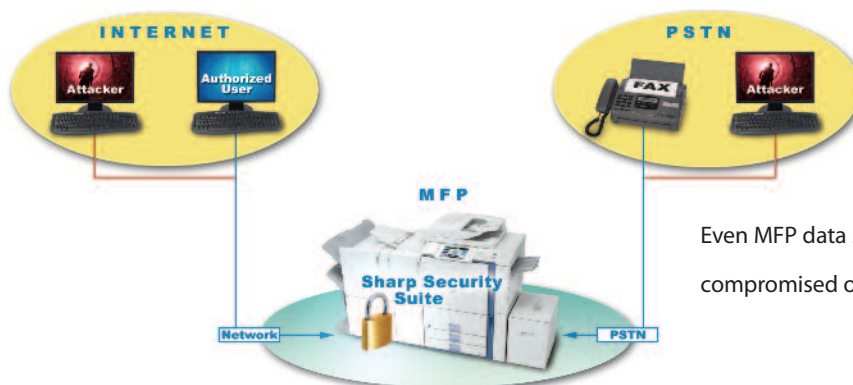 INTERNET
PSTN
Attacker
Authorized
User
FAX
Attacker
MFP
Even MFP data
compromised o
Sharp Security
Suite
Network
PSTN